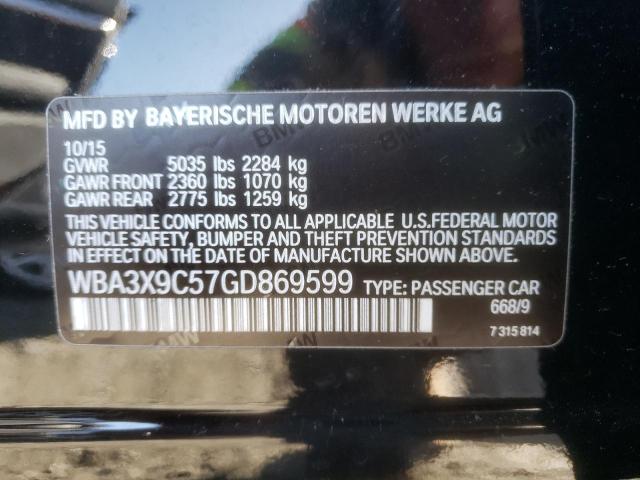 MFD BY BAYERISCHE MOTOREN WERKE AG
10/15
GVWR 5035 lbs 2284 kg
GAWR FRONT 2360 lbs 1070 kg
GAWR REAR 2775 lbs 1259 kg
THIS VEHICLE CONFORMS TO ALL APPLICABLE U.S.FEDERAL MOTOR
VEHICLE SAFETY, BUMPER AND THEFT PREVENTION STANDARDS
IN EFFECT ON THE DATE OF MANUFACTURE SHOWN ABOVE.
WBA3X9C57GD869599 TYPE: PASSENGER CAR
668/9
7 315 814